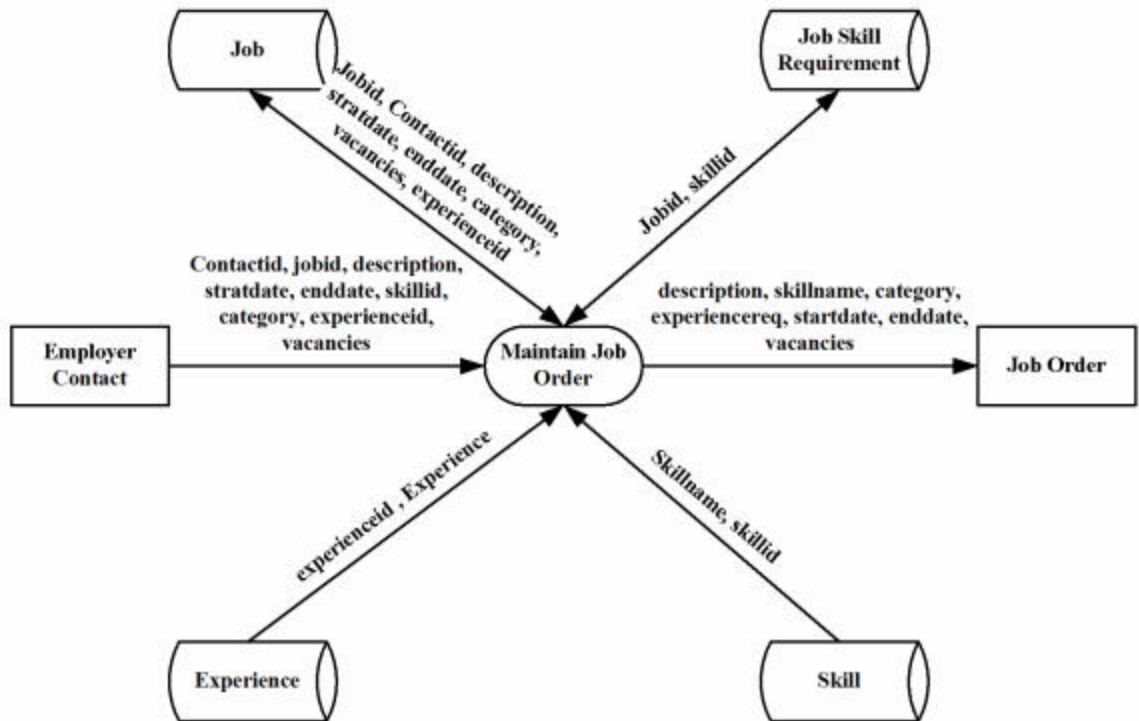 Job
Job Skill
Requirement
Jobid, Contactid, description,
stratdate, enddate, category,
vacancies, experienceid
Jobid, skillid
Contactid, jobid, description,
stratdate, enddate, skillid,
category, experienceid,
vacancies
description, skillname, category,
experiencereq, startdate, enddate,
vacancies
Employer
Contact
Maintain Job
Order
Job Order
experienceid , Experience
Skillname, skillid
Experience
Skill